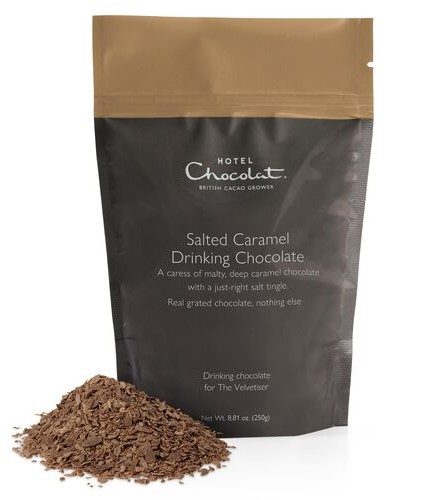 HOTEL
Chocolat.
BRITISH CACAO GROWER
Salted Caramel
Drinking Chocolate
A caress of malty, deep caramel chocolate
with a just-right salt tingle.
Real grated chocolate, nothing else
Drinking chocolate
for The Velvetiser
Net Wt. 8.81 oz. (250g)